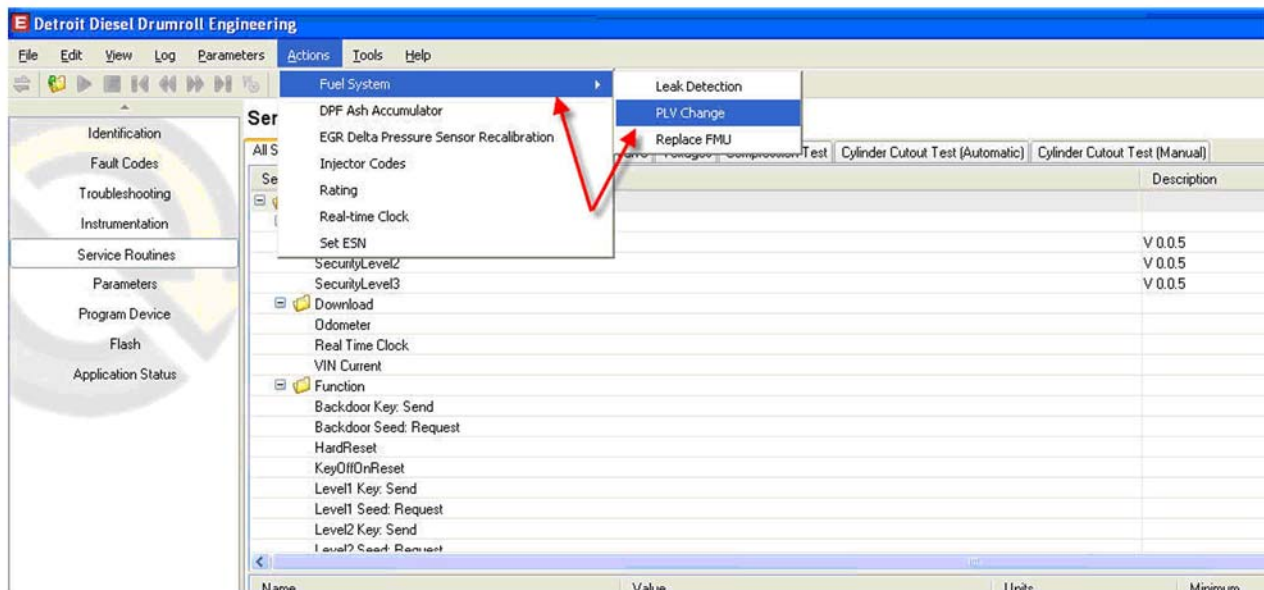 E Detroit Diesel Drumroll Engineering
File Edit View Log Parameters Actions Tools Help
Identification
Fault Codes
Troubleshooting
Instrumentation
Service Routines
Parameters
Program Device
Flash
Application Status
Fuel System
DPF Ash Accumulator
EGR Delta Pressure Sensor Recalibration
Injector Codes
Rating
Real-time Clock
Set ESN
Leak Detection
PLV Change
Replace FMU
Ser
All S Test Cylinder Cutout Test (Automatic) Cylinder Cutout Test (Manual)
Se Description
V 0.0.5
SecurityLevel2 V 0.0.5
SecurityLevel3 V 0.0.5
Download
Odometer
Real Time Clock
VIN Current
Function
Backdoor Key: Send
Backdoor Seed: Request
HardReset
KeyOffOnReset
Level1 Key: Send
Level1 Seed: Request
Level2 Key: Send
Level2 Seed: Request
Name Value Units Minimum